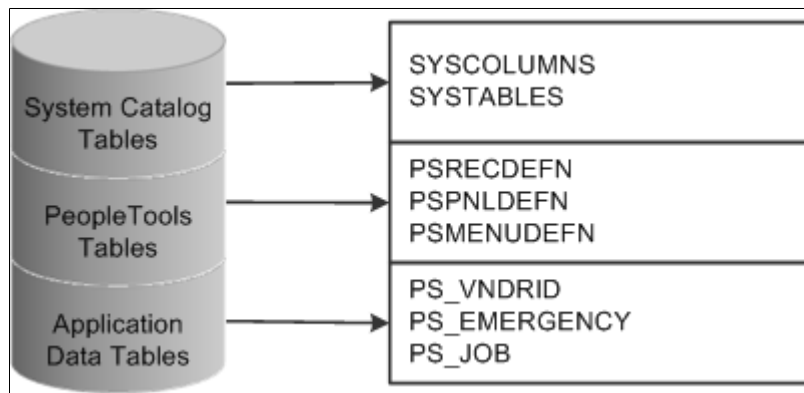 System Catalog
Tables
SYSCOLUMNS
SYSTABLES
PeopleTools
Tables
PSRECDEFN
PSPNLDEFN
PSMENUDEFN
Application
Data Tables
PS_VNDRID
PS_EMERGENCY
PS_JOB